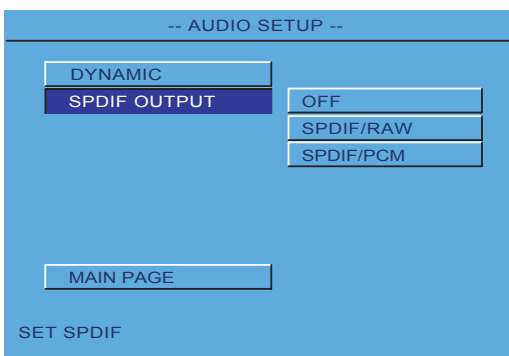 -- AUDIO SETUP --
DYNAMIC
SPDIF OUTPUT
OFF
SPDIF/RAW
SPDIF/PCM
MAIN PAGE
SET SPDIF